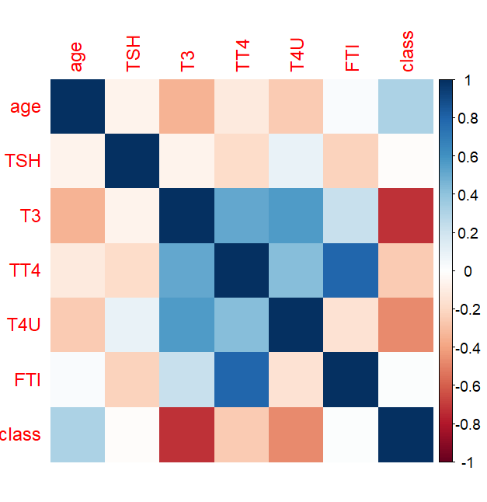 age TSH T3 TT4 T4U FTI class
age
TSH
T3
TT4
T4U
FTI
class
1
0.8
0.6
0.4
0.2
0
-0.2
-0.4
-0.6
-0.8
-1